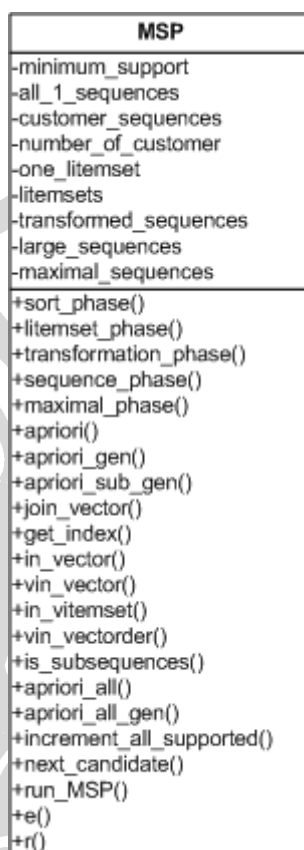 MSP
-minimum_support
-all_1_sequences
-customer_sequences
-number_of_customer
-one_litemset
-litemsets
-transformed_sequences
-large_sequences
-maximal_sequences
+sort_phase()
+litemset_phase()
+transformation_phase()
+sequence_phase()
+maximal_phase()
+apriori()
+apriori_gen()
+apriori_sub_gen()
+join_vector()
+get_index()
+in_vector()
+vin_vector()
+in_vitemset()
+vin_vectorder()
+is_subsequences()
+apriori_all()
+apriori_all_gen()
+increment_all_supported()
+next_candidate()
+run_MSP()
+e()
+r()